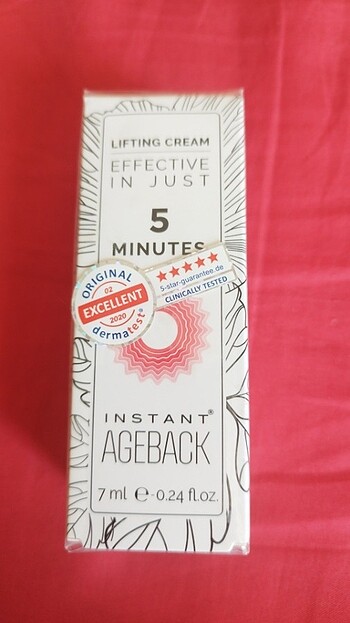 LIFTING CREAM
EFFECTIVE
IN JUST
5
MINUTES
ORIGINAL
02
EXCELLENT
2020
dermatest®
5-star-guarantee.de
CLINICALLY TESTED
INSTANT®
AGEBACK
7 ml ℮-0.24 fl.oz.